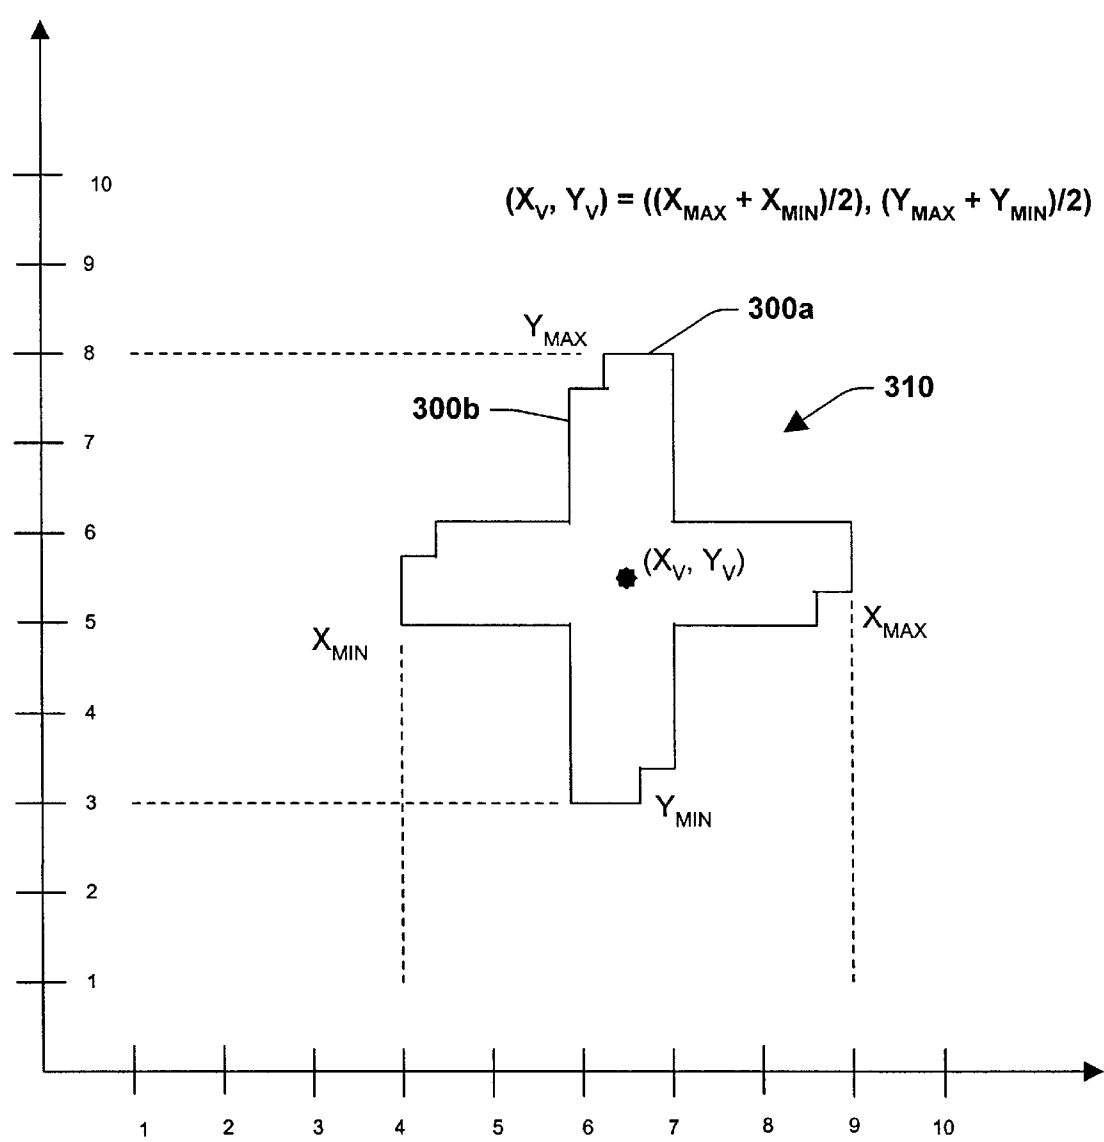 10
(X_V, Y_V) = ((X_MAX + X_MIN)/2), (Y_MAX + Y_MIN)/2)
9
300a
Y_MAX
8
310
300b
7
6
(X_V, Y_V)
5
X_MAX
X_MIN
4
3
Y_MIN
2
1
1 2 3 4 5 6 7 8 9 10